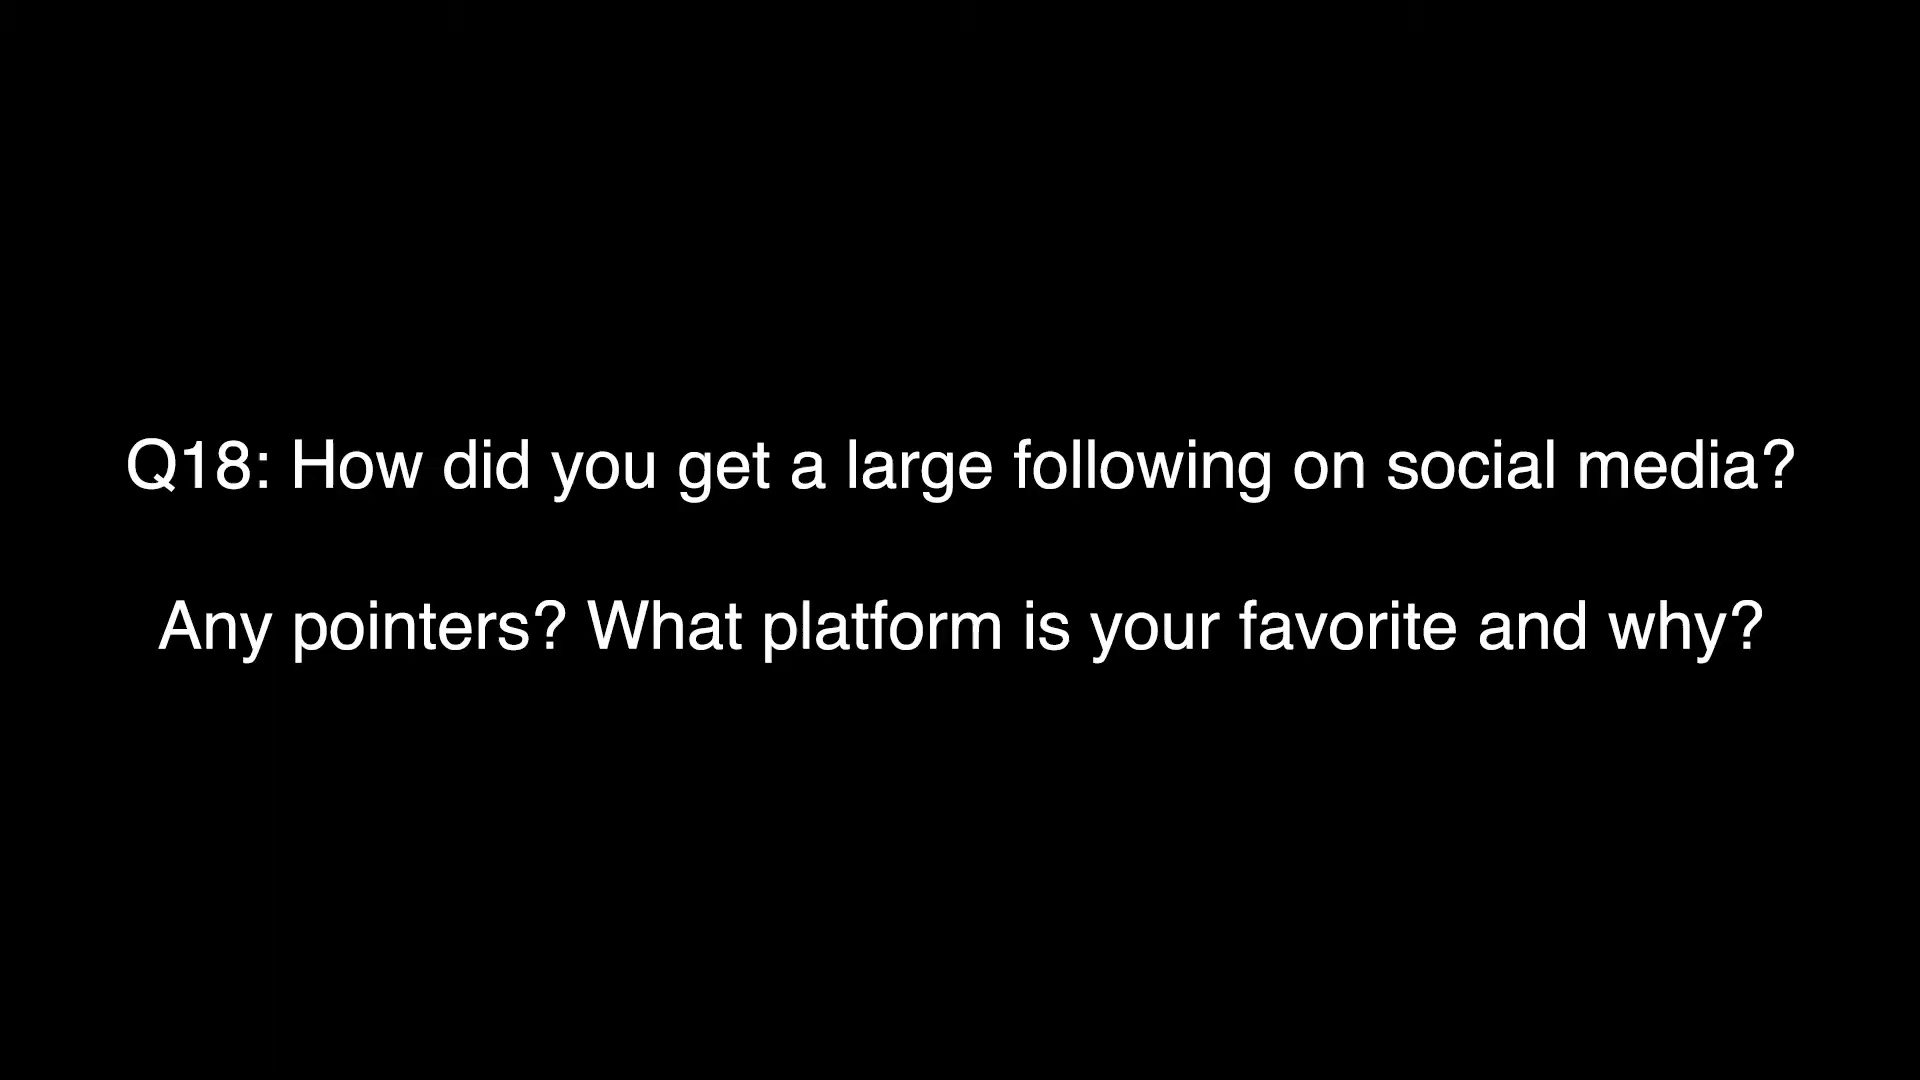 Q18: How did you get a large following on social media?
Any pointers? What platform is your favorite and why?